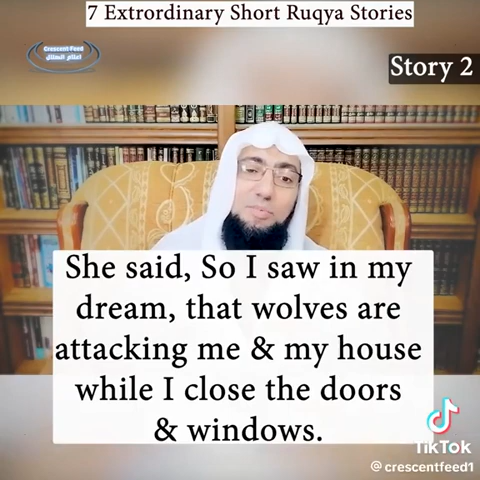 7 Extrordinary Short Ruqya Stories
Crescent Feed
Story 2
She said, So I saw in my
dream, that wolves are
attacking me & my house
while I close the doors
& windows.
TikTok
@crescentfeed1